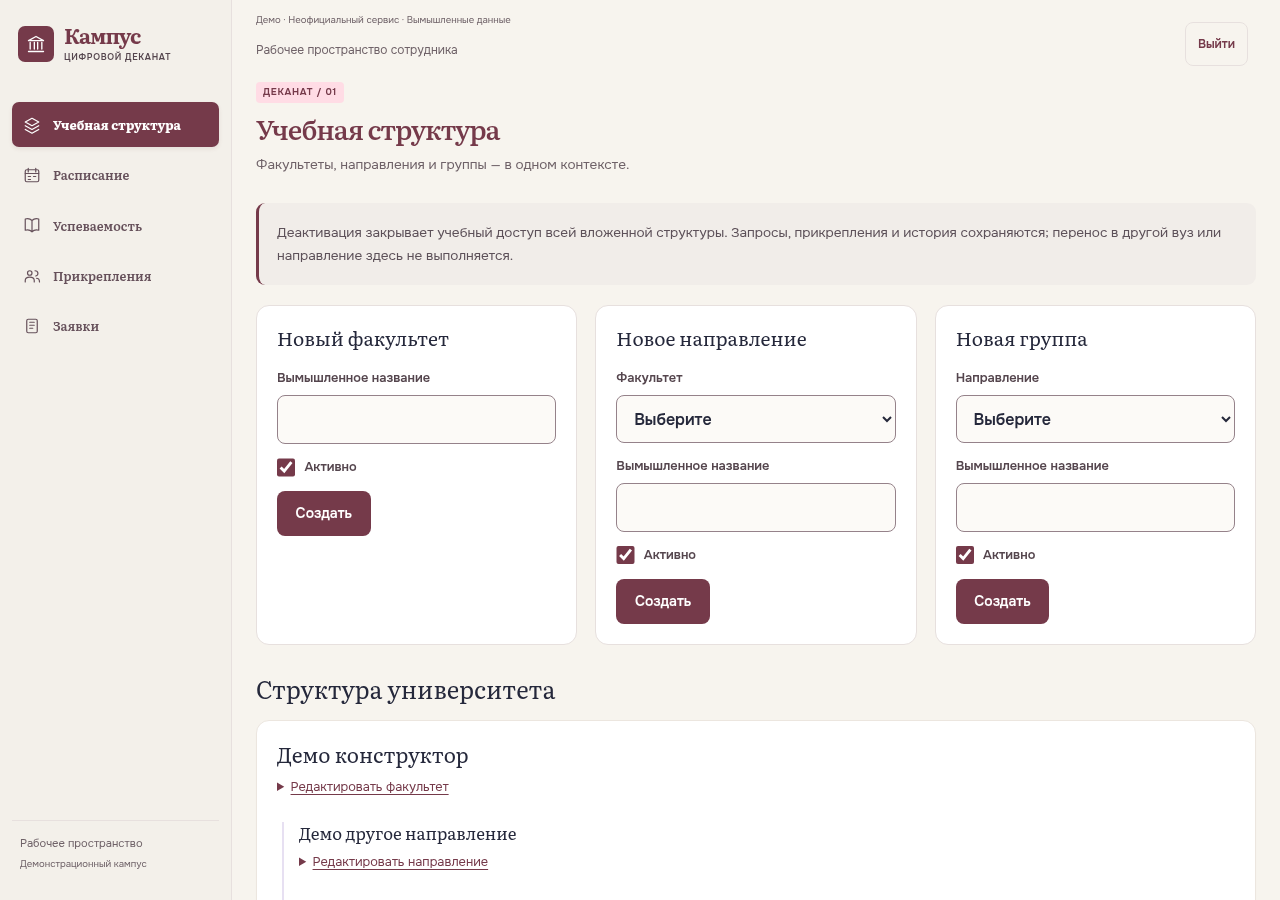 Кампус
ЦИФРОВОЙ ДЕКАНАТ
Учебная структура
Расписание
Успеваемость
Прикрепления
Заявки
Рабочее пространство
Демонстрационный кампус
Демо · Неофициальный сервис · Вымышленные данные
Рабочее пространство сотрудника
Выйти
ДЕКАНАТ / 01
Учебная структура
Факультеты, направления и группы — в одном контексте.
Деактивация закрывает учебный доступ всей вложенной структуры. Запросы, прикрепления и история сохраняются; перенос в другой вуз или
направление здесь не выполняется.
Новый факультет
Вымышленное название
Активно
Создать
Новое направление
Факультет
Выберите
Вымышленное название
Активно
Создать
Новая группа
Направление
Выберите
Вымышленное название
Активно
Создать
Структура университета
Демо конструктор
Редактировать факультет
Демо другое направление
Редактировать направление